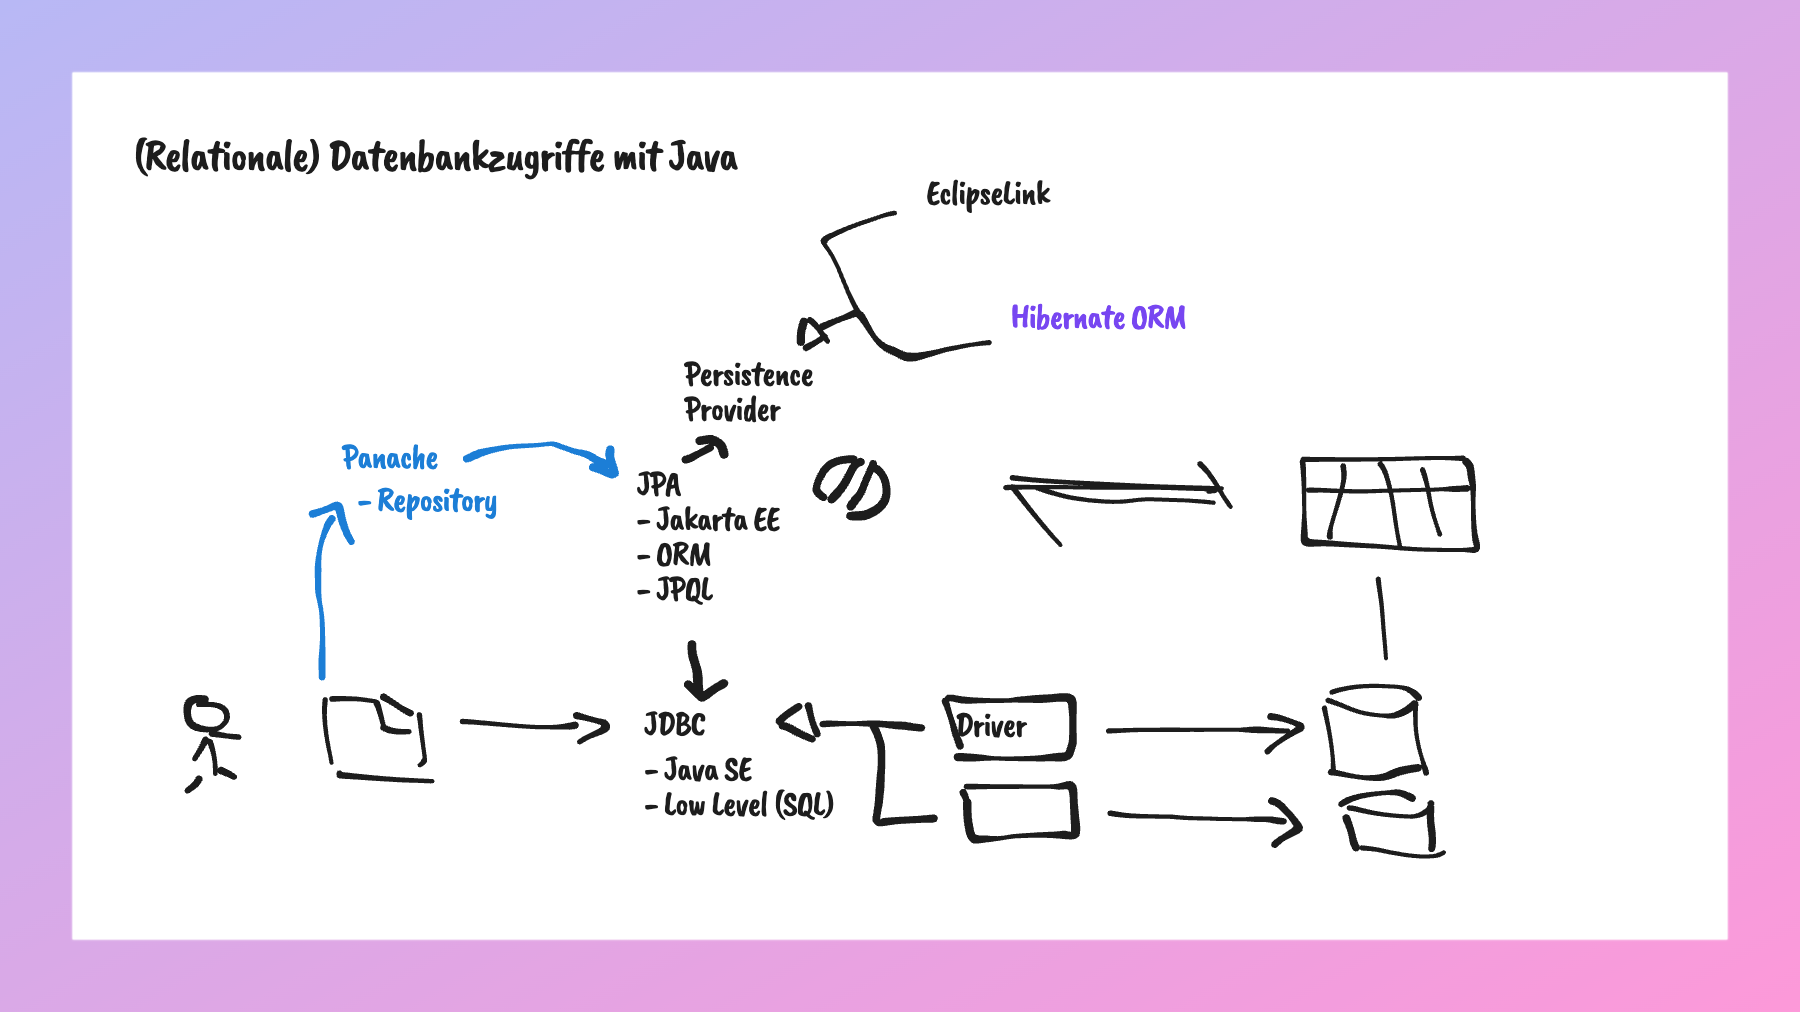 (Relationale) Datenbankzugriffe mit Java
EclipseLink
Hibernate ORM
Persistence
Provider
Panache
- Repository
JPA
- Jakarta EE
- ORM
- JPQL
JDBC
- Java SE
- Low Level (SQL)
Driver